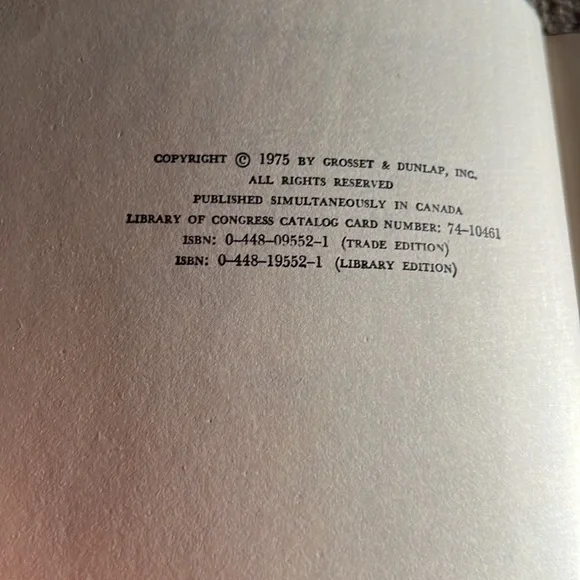 COPYRIGHT © 1975 BY GROSSET & DUNLAP, INC.
ALL RIGHTS RESERVED
PUBLISHED SIMULTANEOUSLY IN CANADA
LIBRARY OF CONGRESS CATALOG CARD NUMBER: 74-10461
ISBN: 0-448-09552-1 (TRADE EDITION)
ISBN: 0-448-19552-1 (LIBRARY EDITION)